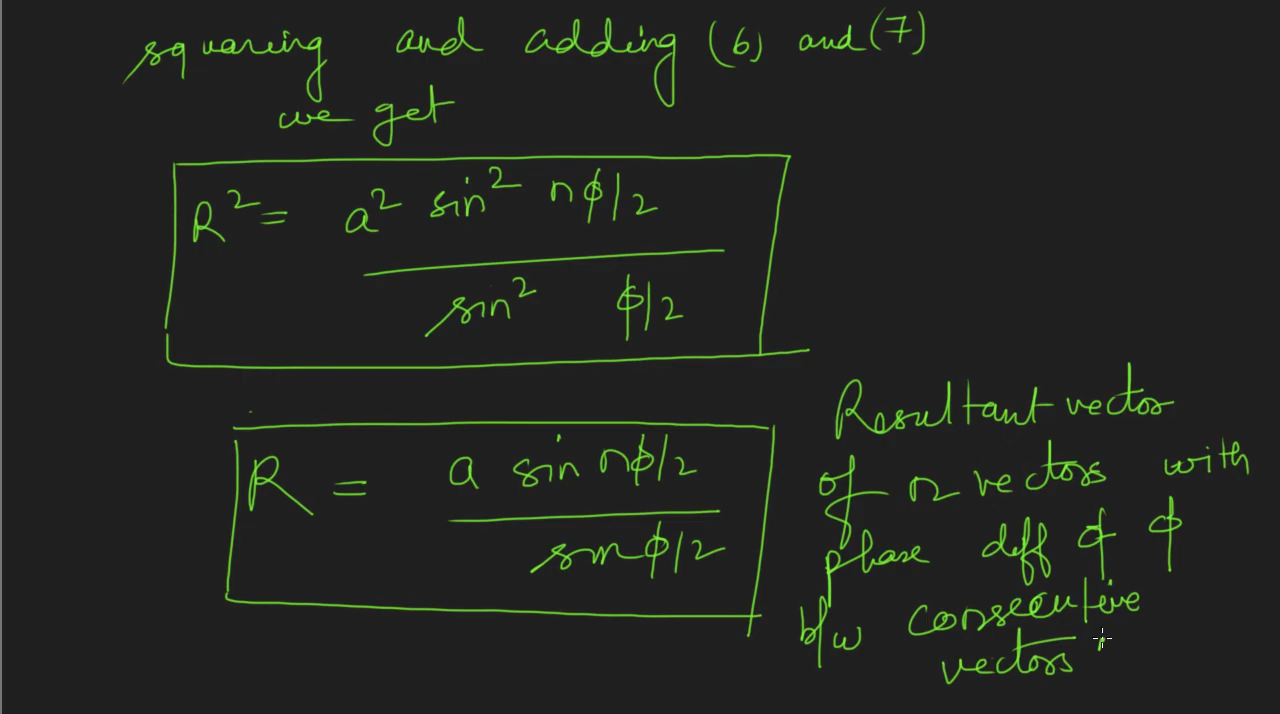 squaring and adding (6) and (7)
we get
R² = a² sin² nϕ/2
sin² ϕ/2
R = a sin nϕ/2
sin ϕ/2
Resultant vector
of n vectors with
phase diff of ϕ
b/w consecutive
vectors